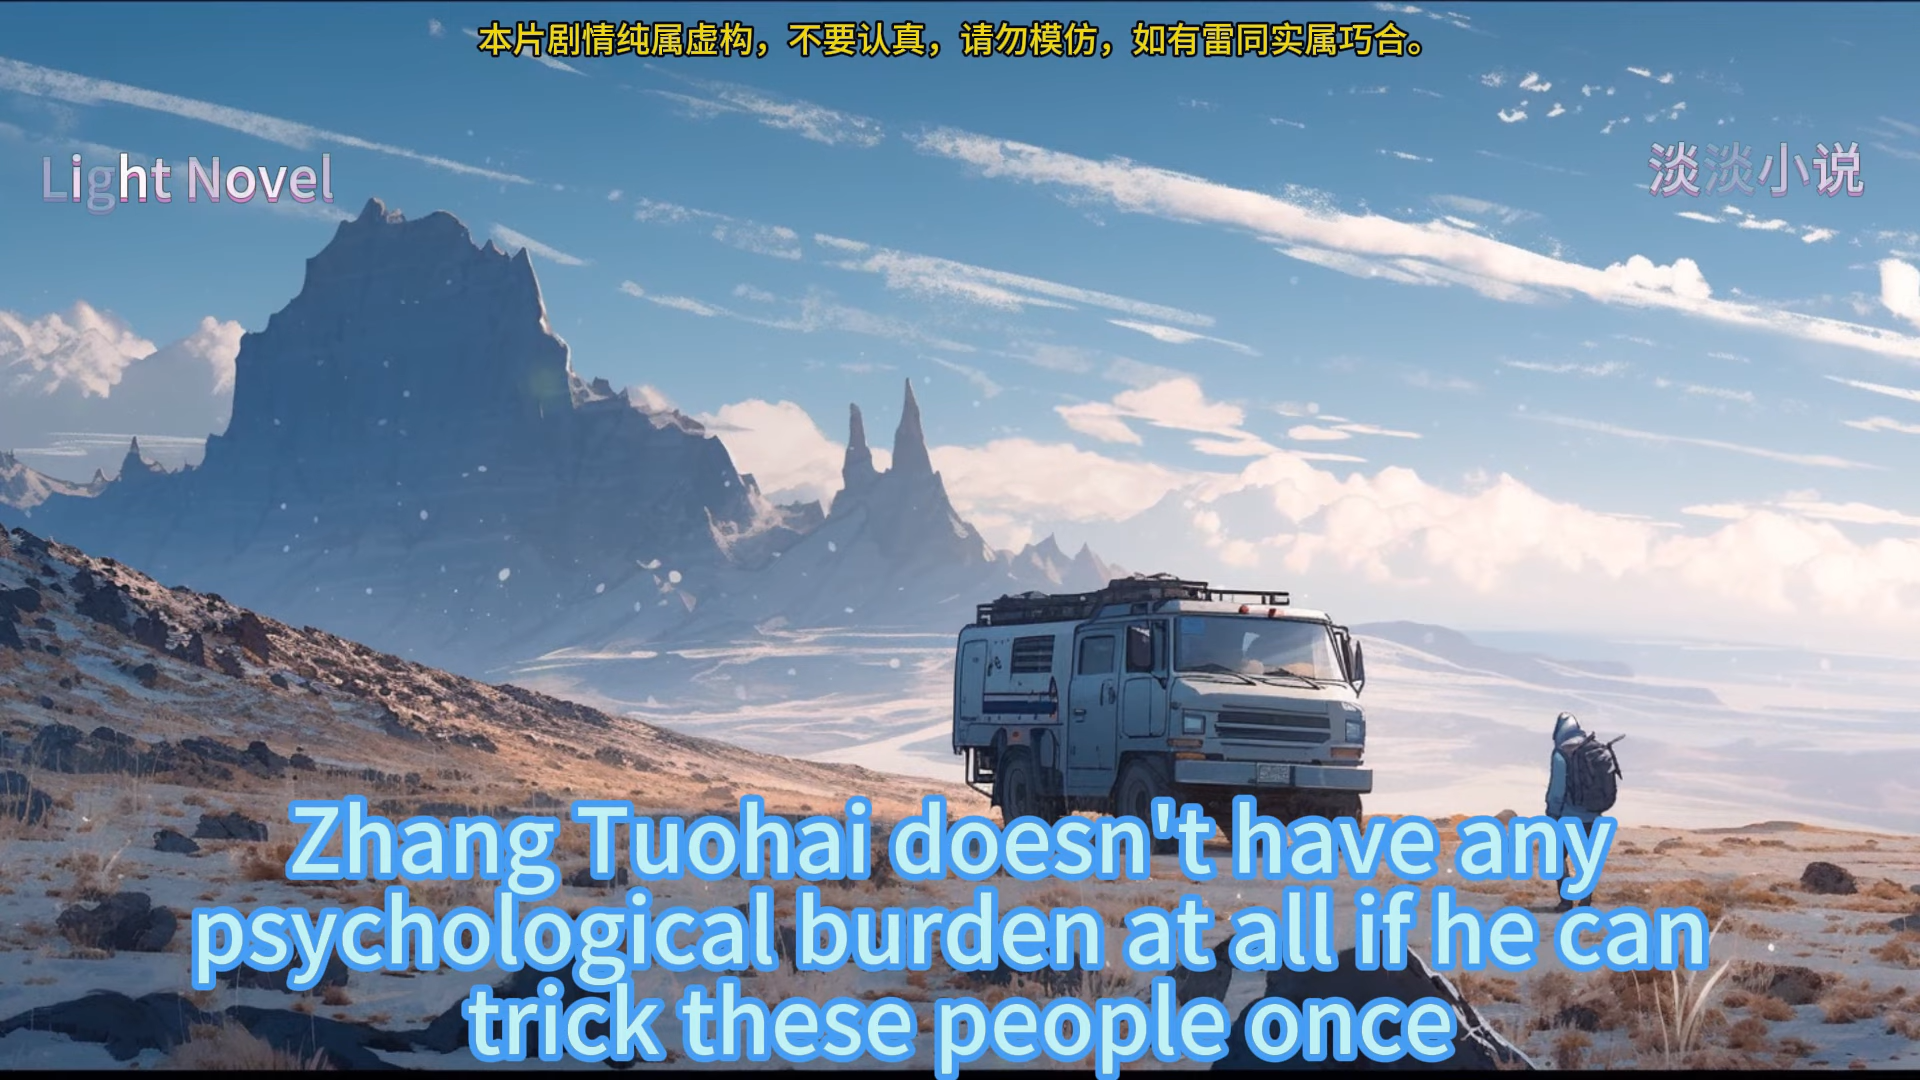 本片剧情纯属虚构，不要认真，请勿模仿，如有雷同实属巧合。
Light Novel
淡淡小说
Zhang Tuohai doesn't have any
psychological burden at all if he can
trick these people once